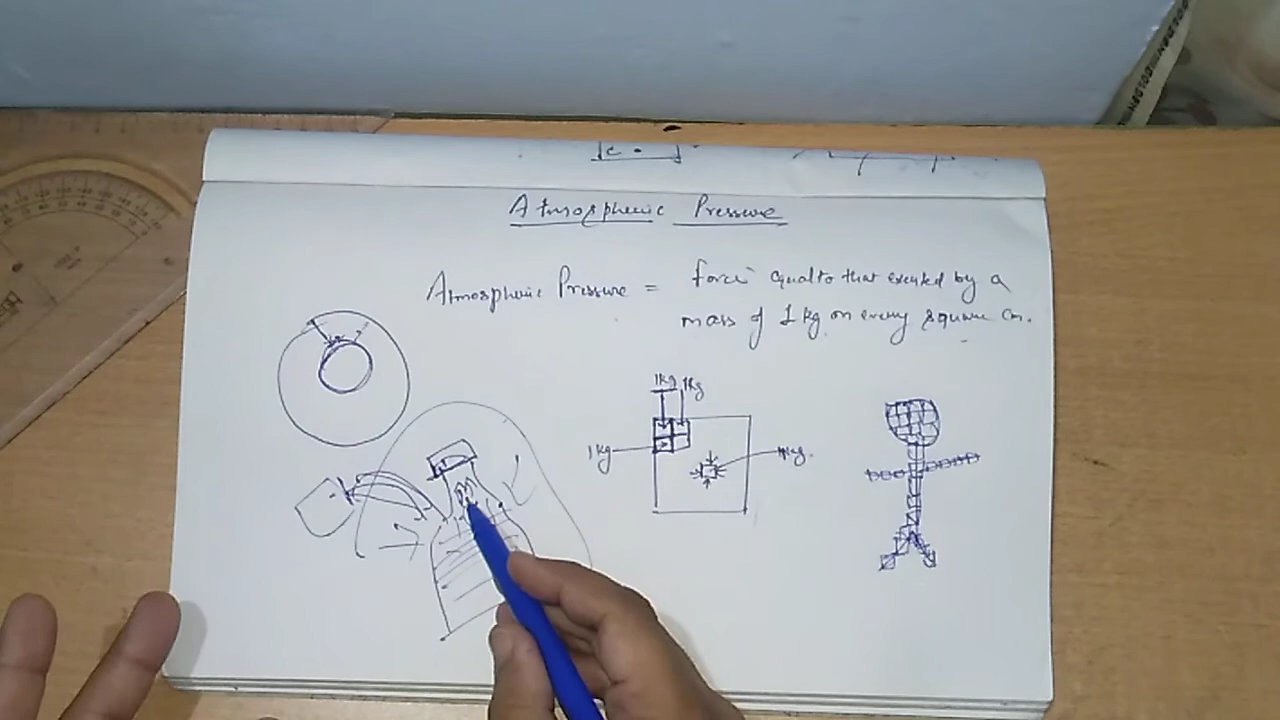 Atmospheric Pressure
Atmospheric Pressure = force equal to that exerted by a
mass of 1 kg on every square cm.
1kg 1kg
1kg
GOLDEN